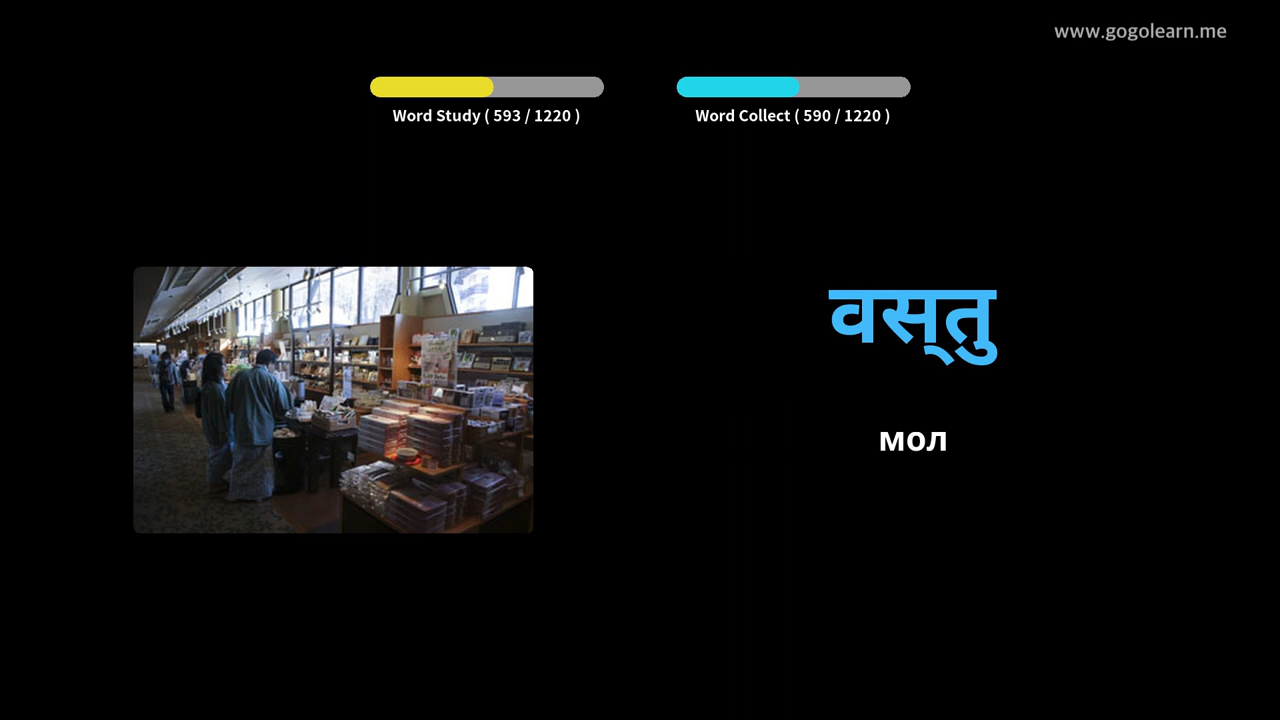 www.gogolearn.me
Word Study ( 593 / 1220 )
Word Collect ( 590 / 1220 )
वस्‌तु
мол